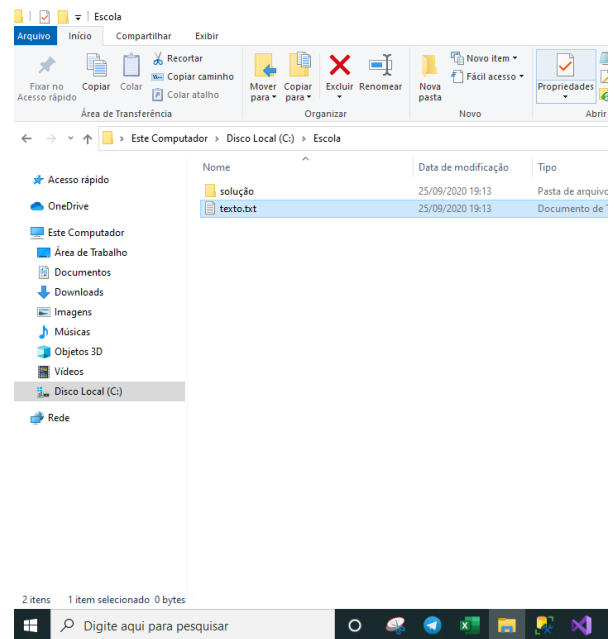 Escola
Arquivo Início Compartilhar Exibir
Fixar no Acesso rápido
Copiar
Colar
Recortar
Copiar caminho
Colar atalho
Mover para
Copiar para
Excluir
Renomear
Nova pasta
Novo item
Fácil acesso
Propriedades
Área de Transferência Organizar Novo Abrir
Este Computador Disco Local (C:) Escola
Nome Data de modificação Tipo
solução 25/09/2020 19:13 Pasta de arquivo
texto.txt 25/09/2020 19:13 Documento de
Acesso rápido
OneDrive
Este Computador
Área de Trabalho
Documentos
Downloads
Imagens
Músicas
Objetos 3D
Vídeos
Disco Local (C:)
Rede
2 itens 1 item selecionado 0 bytes
Digite aqui para pesquisar